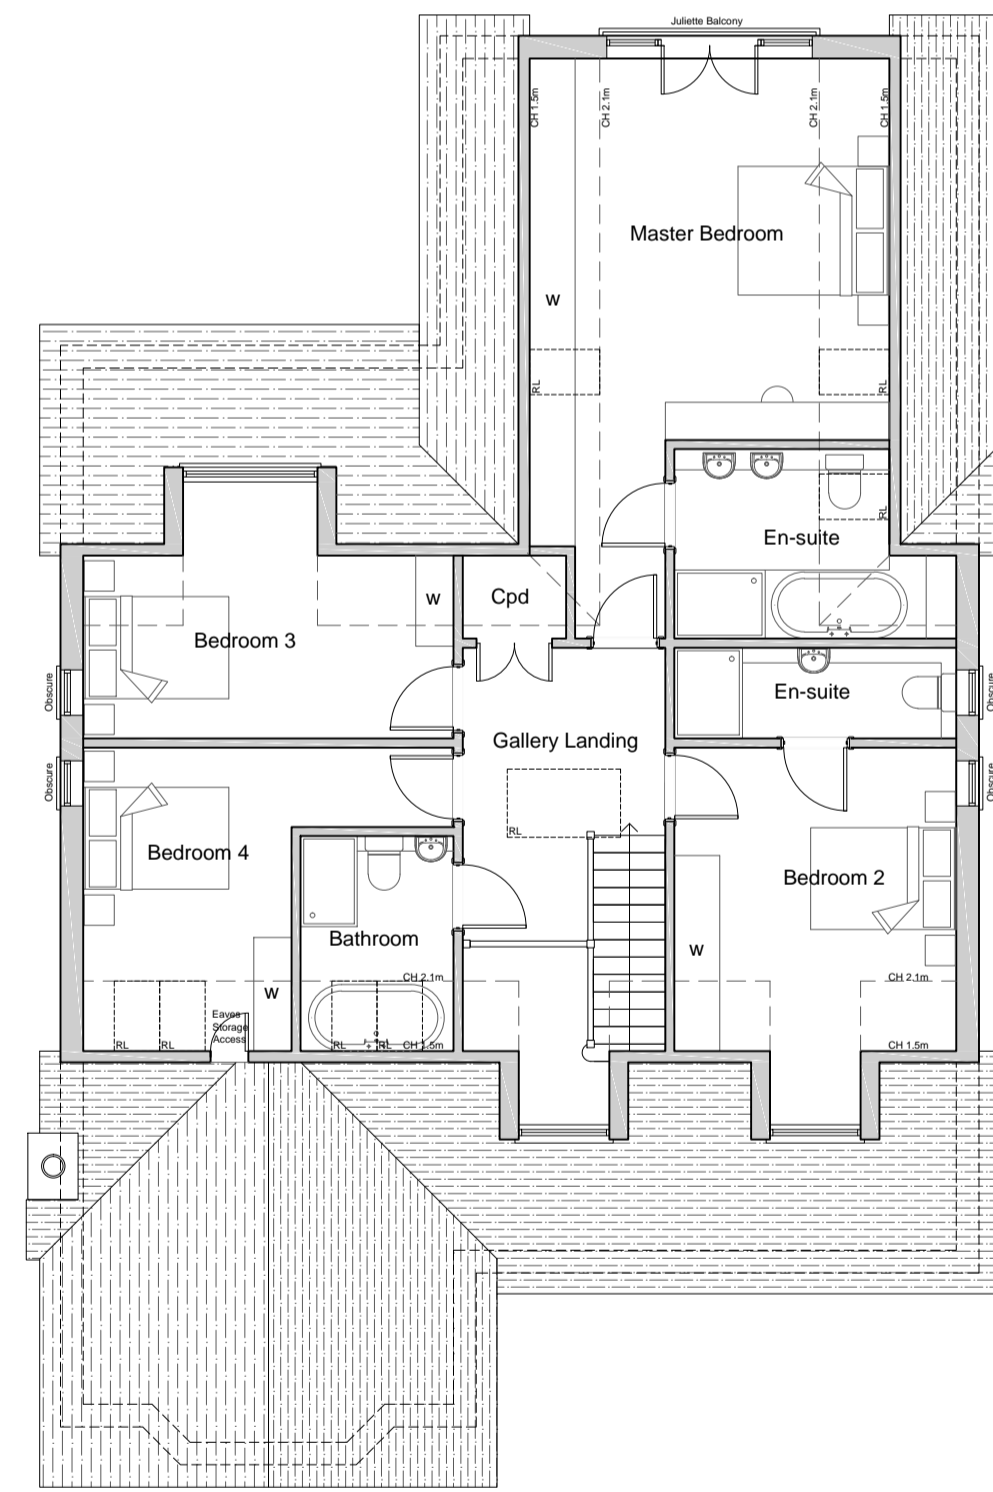 Juliette Balcony
CH 1.5m
CH 2.1m
CH 2.1m
CH 1.5m
Master Bedroom
W
RL
RL
RL
En-suite
Cpd
W
Bedroom 3
Obscure
En-suite
Obscure
Gallery Landing
Obscure
Obscure
RL
Bedroom 4
Bedroom 2
Bathroom
W
CH 2.1m
CH 2.1m
W
Eaves
Storage
Access
RL
RL
RL
RL
CH 1.5m
CH 1.5m